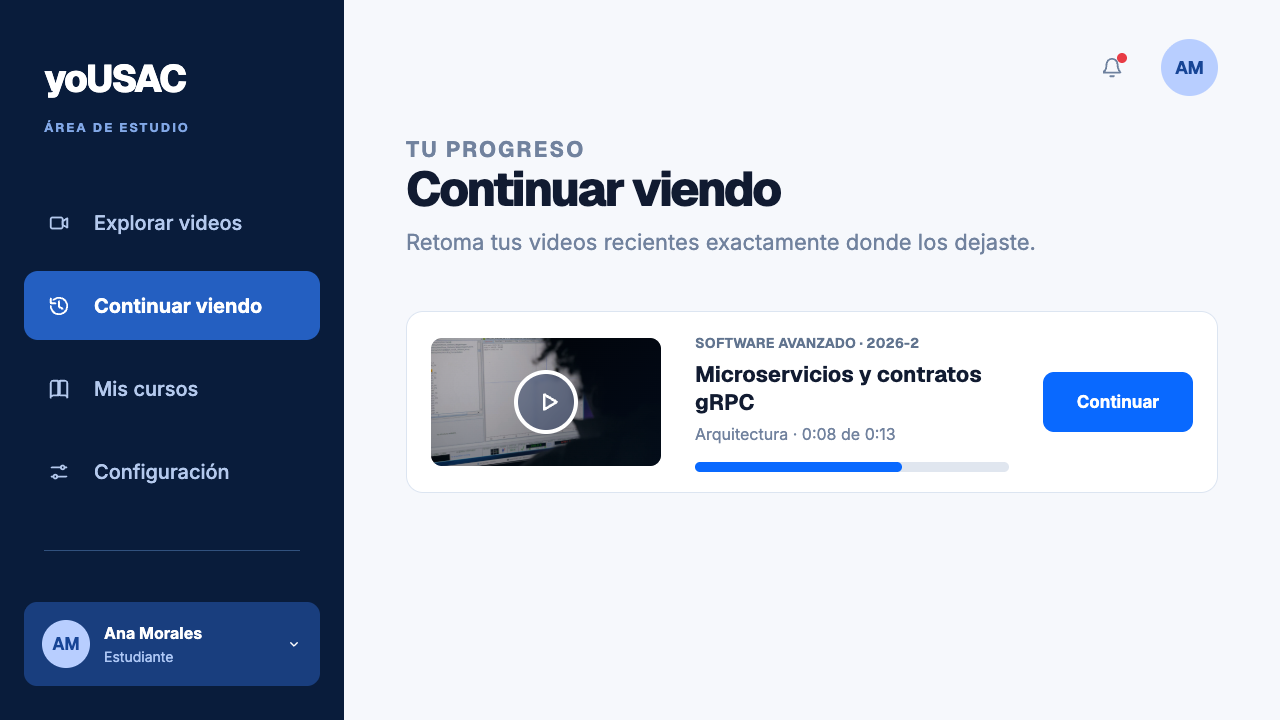 yoUSAC
ÁREA DE ESTUDIO
Explorar videos
Continuar viendo
Mis cursos
Configuración
AM
Ana Morales
Estudiante
AM
TU PROGRESO
Continuar viendo
Retoma tus videos recientes exactamente donde los dejaste.
SOFTWARE AVANZADO · 2026-2
Microservicios y contratos
gRPC
Arquitectura · 0:08 de 0:13
Continuar